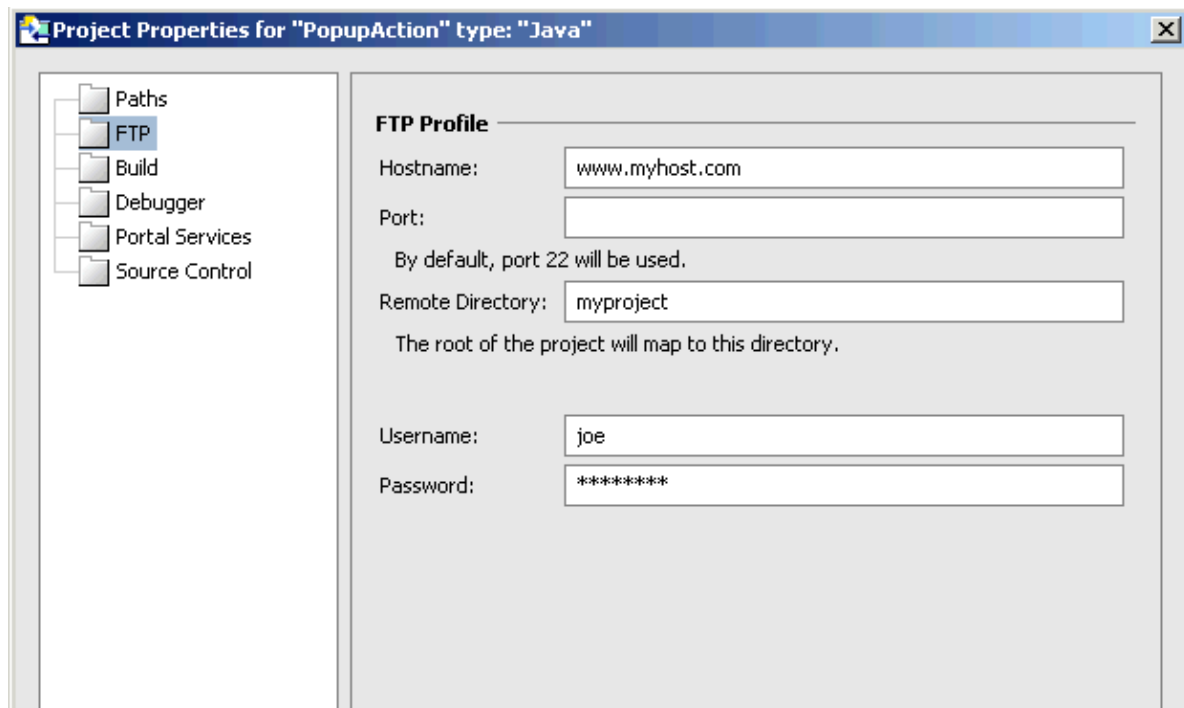 Project Properties for "PopupAction" type: "Java"
Paths
FTP
Build
Debugger
Portal Services
Source Control
FTP Profile
Hostname: www.myhost.com
Port:
By default, port 22 will be used.
Remote Directory: myproject
The root of the project will map to this directory.
Username: joe
Password: ********